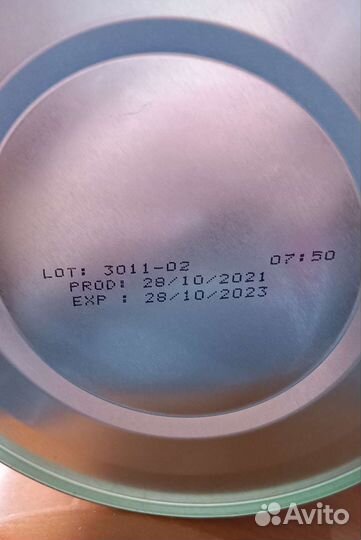 LOT: 3011-02 07:50
PROD: 28/10/2021
EXP : 28/10/2023
Avito